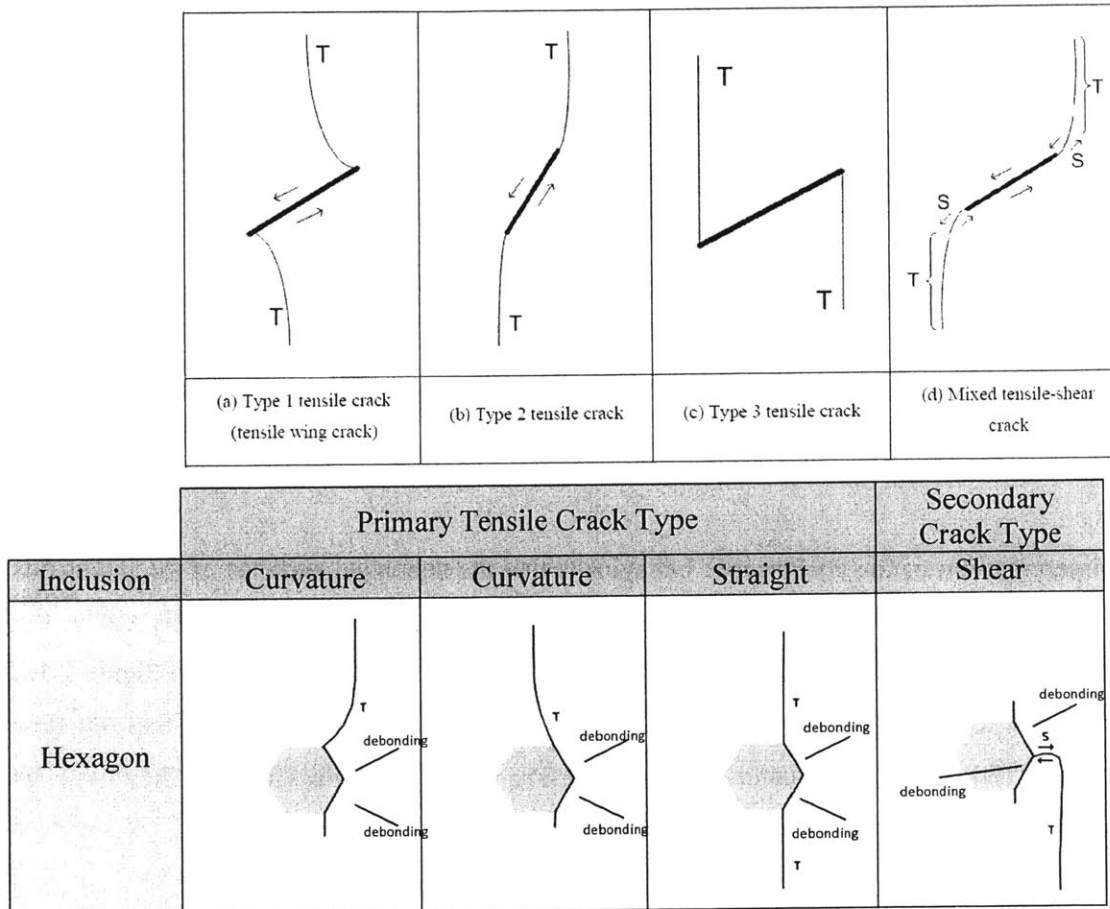 T
T
T
T
T
T
T
S
S
T
(a) Type 1 tensile crack
(tensile wing crack)
(b) Type 2 tensile crack
(c) Type 3 tensile crack
(d) Mixed tensile-shear
crack
Primary Tensile Crack Type
Secondary
Crack Type
Inclusion
Curvature
Curvature
Straight
Shear
Hexagon
T
debonding
debonding
T
debonding
debonding
T
debonding
debonding
T
debonding
S
debonding
T